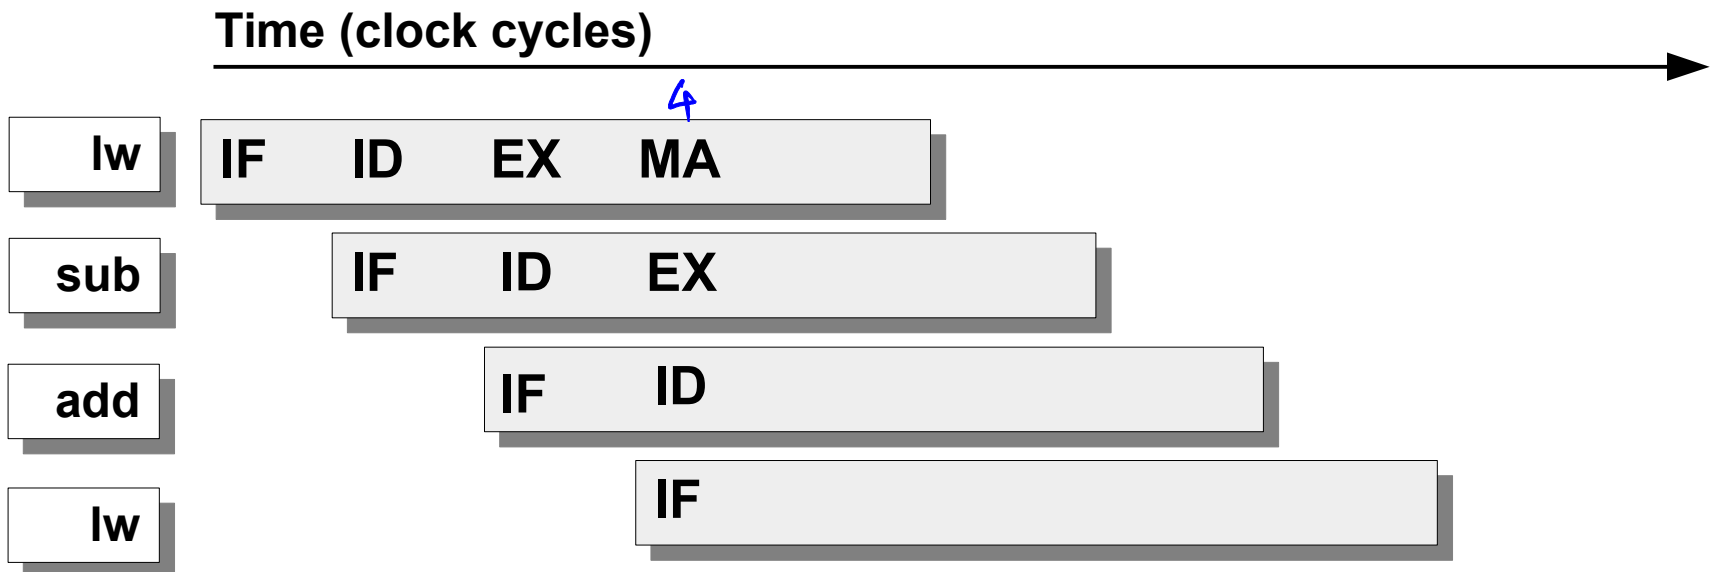 Time (clock cycles)
4
lw IF ID EX MA
sub IF ID EX
add IF ID
lw IF